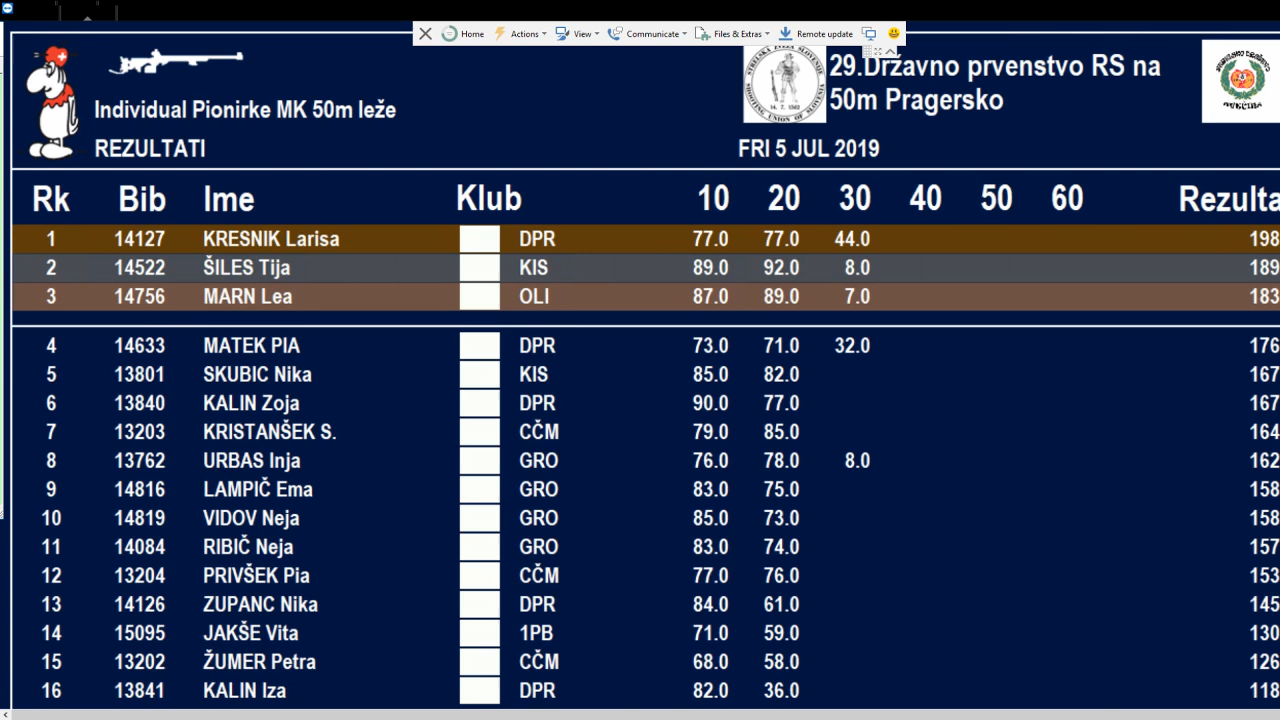 Home Actions View Communicate Files & Extras Remote update
29.Državno prvenstvo RS na
50m Pragersko
Individual Pionirke MK 50m leže
REZULTATI FRI 5 JUL 2019
STRELSKA ZVEZA SLOVENIJE
14. 7. 1562
SHOOTING UNION OF SLOVENIA
Rk Bib Ime Klub 10 20 30 40 50 60 Rezulta
1 14127 KRESNIK Larisa DPR 77.0 77.0 44.0 198
2 14522 ŠILES Tija KIS 89.0 92.0 8.0 189
3 14756 MARN Lea OLI 87.0 89.0 7.0 183
4 14633 MATEK PIA DPR 73.0 71.0 32.0 176
5 13801 SKUBIC Nika KIS 85.0 82.0 167
6 13840 KALIN Zoja DPR 90.0 77.0 167
7 13203 KRISTANŠEK S. CČM 79.0 85.0 164
8 13762 URBAS Inja GRO 76.0 78.0 8.0 162
9 14816 LAMPIČ Ema GRO 83.0 75.0 158
10 14819 VIDOV Neja GRO 85.0 73.0 158
11 14084 RIBIČ Neja GRO 83.0 74.0 157
12 13204 PRIVŠEK Pia CČM 77.0 76.0 153
13 14126 ZUPANC Nika DPR 84.0 61.0 145
14 15095 JAKŠE Vita 1PB 71.0 59.0 130
15 13202 ŽUMER Petra CČM 68.0 58.0 126
16 13841 KALIN Iza DPR 82.0 36.0 118